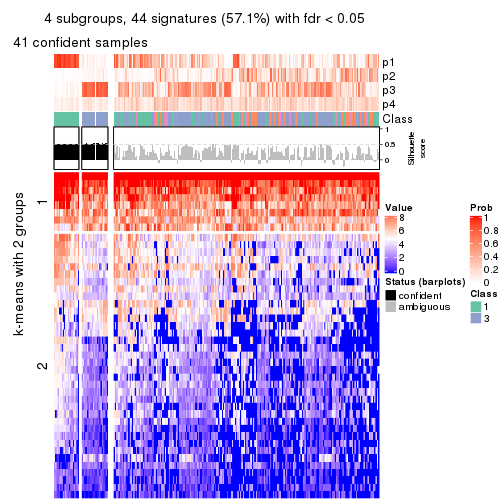 4 subgroups, 44 signatures (57.1%) with fdr < 0.05
41 confident samples
p1
p2
p3
p4
Class
1
0.5
0
Silhouette
score
k-means with 2 groups
1
2
Value
8
6
4
2
0
Status (barplots)
confident
ambiguous
Prob
1
0.8
0.6
0.4
0.2
0
Class
1
3